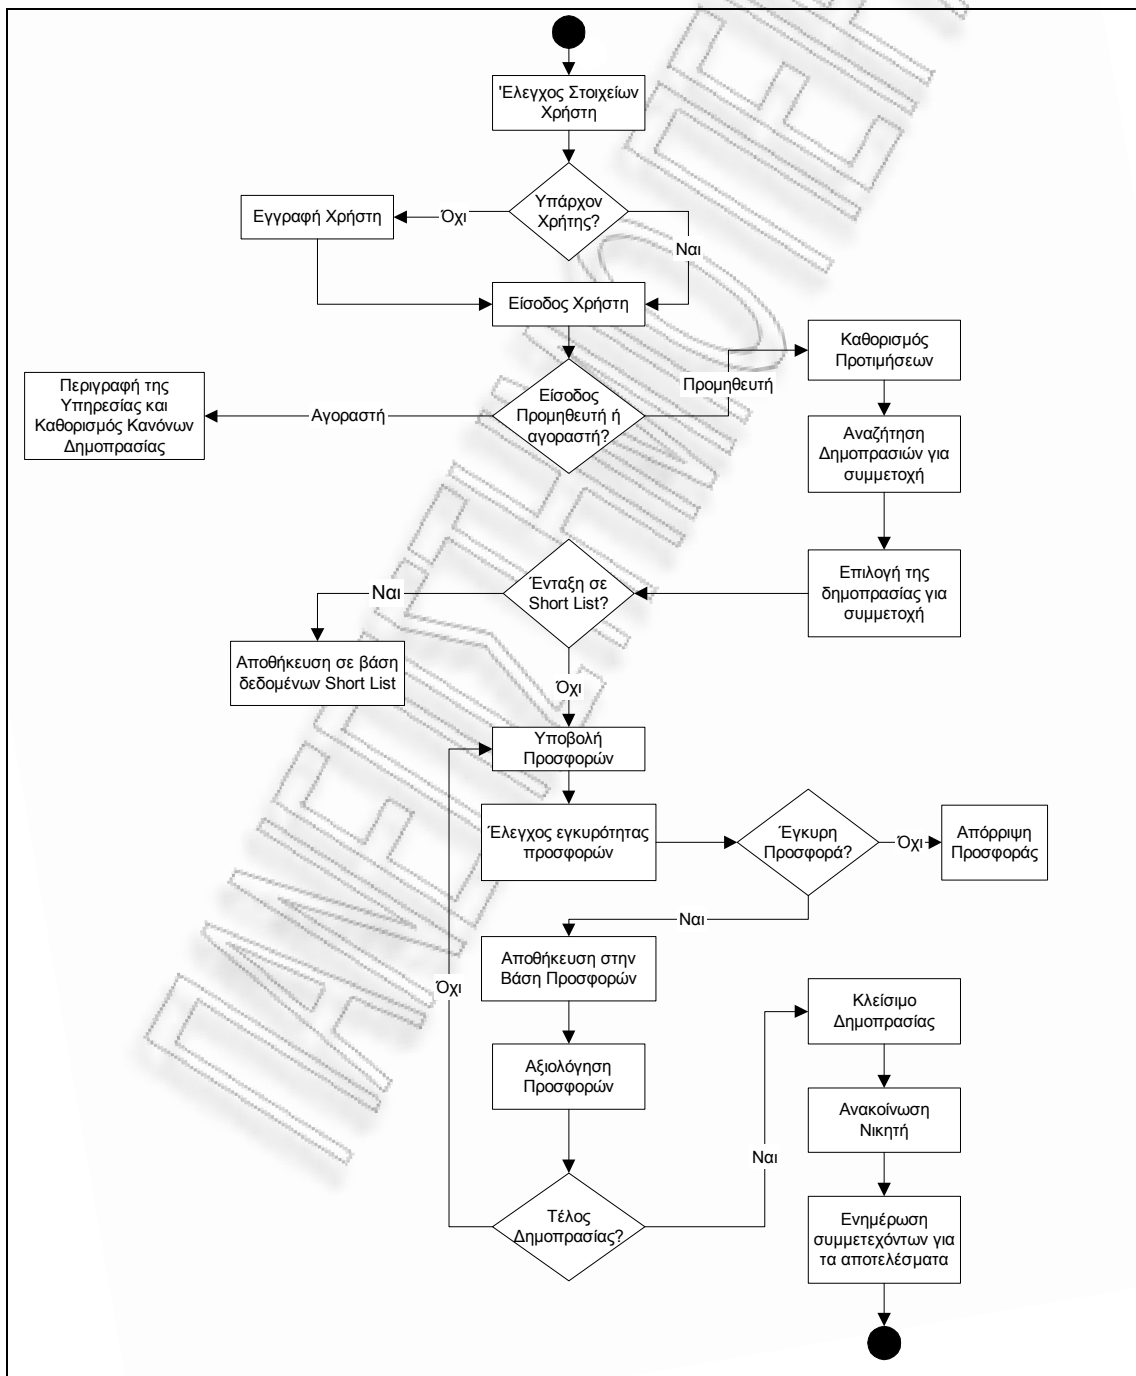 'Ελεγχος Στοιχείων
Χρήστη
Υπάρχον
Χρήτης?
Όχι
Εγγραφή Χρήστη
Ναι
Είσοδος Χρήστη
Καθορισμός
Προτιμήσεων
Προμηθευτή
Είσοδος
Προμηθευτή ή
αγοραστή?
Αγοραστή
Περιγραφή της
Υπηρεσίας και
Καθορισμός Κανόνων
Δημοπρασίας
Αναζήτηση
Δημοπρασιών για
συμμετοχή
Επιλογή της
δημοπρασίας για
συμμετοχή
Ένταξη σε
Short List?
Ναι
Αποθήκευση σε βάση
δεδομένων Short List
Όχι
Υποβολή
Προσφορών
Έλεγχος εγκυρότητας
προσφορών
Έγκυρη
Προσφορά?
Όχι
Απόρριψη
Προσφοράς
Ναι
Αποθήκευση στην
Βάση Προσφορών
Όχι
Κλείσιμο
Δημοπρασίας
Αξιολόγηση
Προσφορών
Ανακοίνωση
Νικητή
Ναι
Τέλος
Δημοπρασίας?
Ενημέρωση
συμμετεχόντων για
τα αποτελέσματα